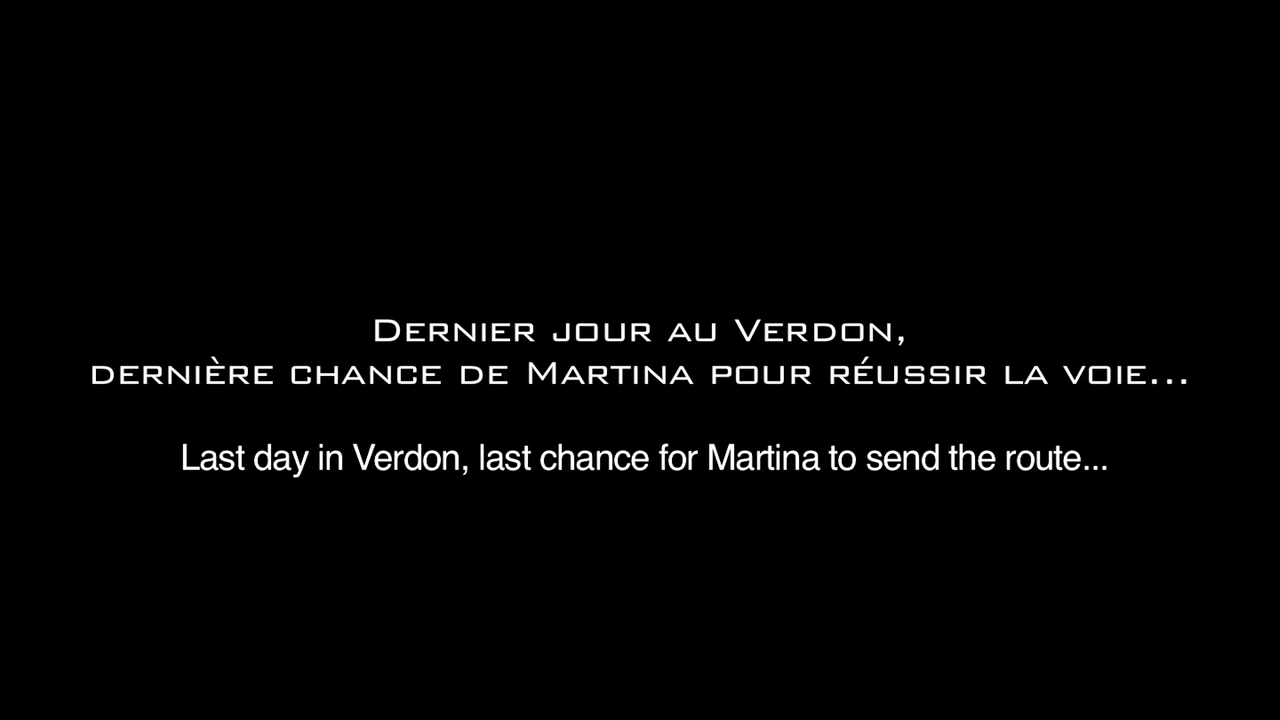 Dernier jour au Verdon,
dernière chance de Martina pour réussir la voie...
Last day in Verdon, last chance for Martina to send the route...